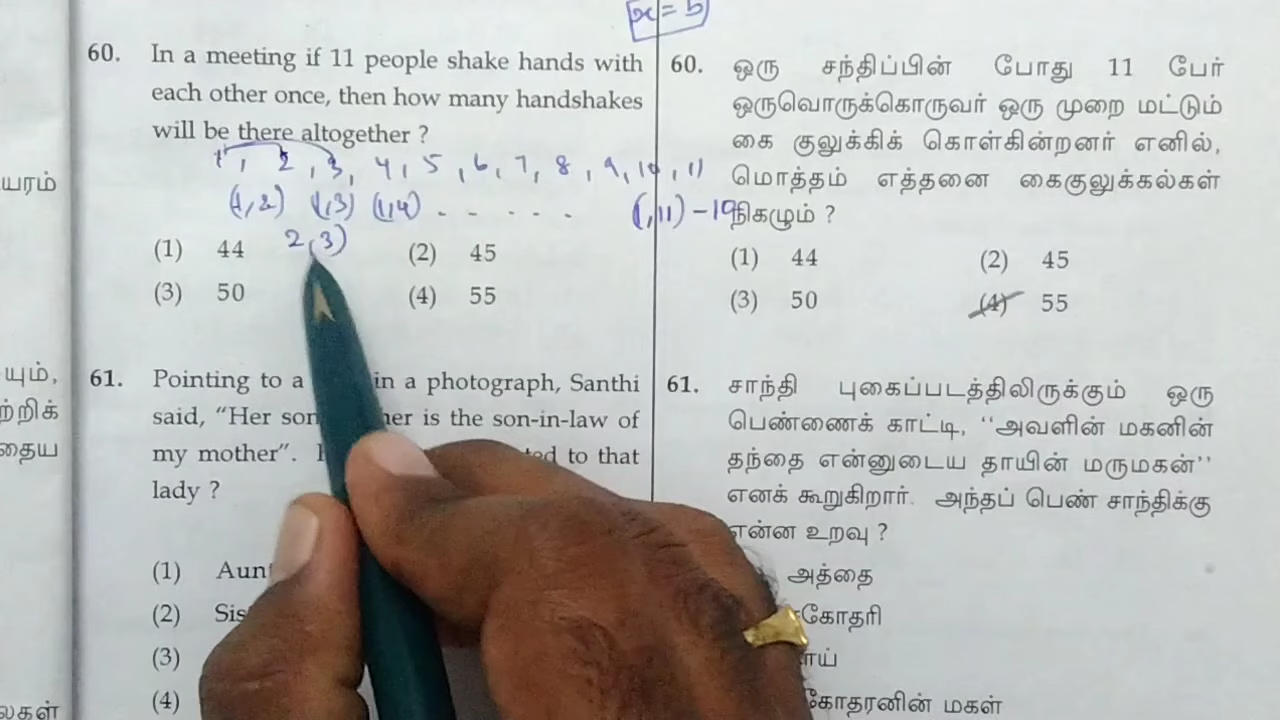 x = 5
60. In a meeting if 11 people shake hands with
each other once, then how many handshakes
will be there altogether ?
1, 2, 3, 4, 5, 6, 7, 8, 9, 10, 11
(1,2) (1,3) (1,4) - - - - - (1,11) - 10
2,3)
(1) 44 (2) 45
(3) 50 (4) 55
61. Pointing to a in a photograph, Santhi
said, "Her son is the son-in-law of
my mother". to that
lady ?
(1)
(2)
(3)
(4)
60. ஒரு சந்திப்பின் போது 11 பேர்
ஒருவொருக்கொருவர் ஒரு முறை மட்டும்
கை குலுக்கிக் கொள்கின்றனர் எனில்,
மொத்தம் எத்தனை கைகுலுக்கல்கள்
நிகழும் ?
(1) 44 (2) 45
(3) 50 (4) 55
61. சாந்தி புகைப்படத்திலிருக்கும் ஒரு
பெண்ணைக் காட்டி, "அவளின் மகனின்
தந்தை என்னுடைய தாயின் மருமகன்"
எனக் கூறுகிறார். அந்தப் பெண் சாந்திக்கு
என்ன உறவு ?
அத்தை
கோதரி
ாய்
கோதரனின் மகள்
யரம்
யும்,
ற்றிக்
தைய
லகள்